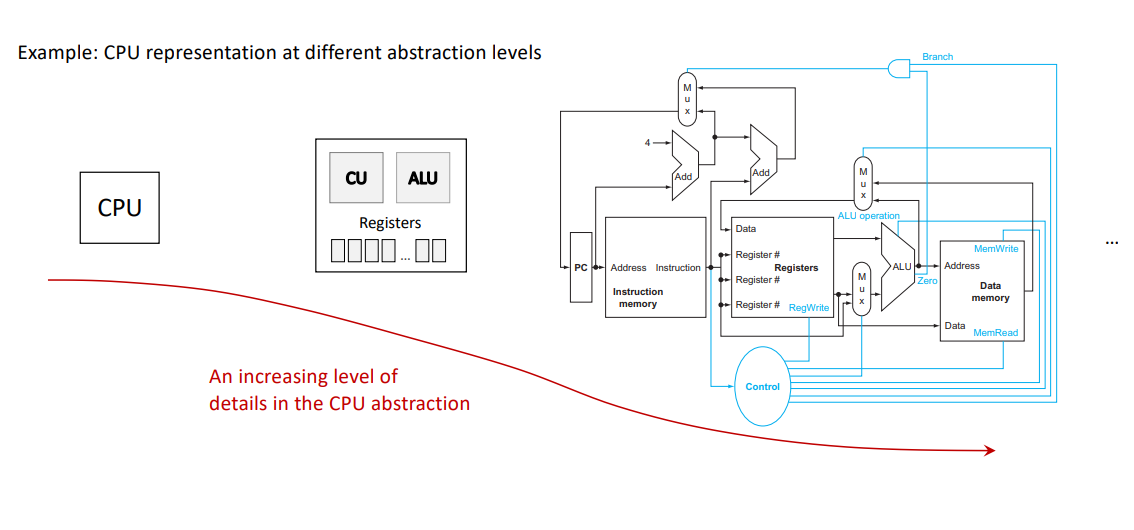 Example: CPU representation at different abstraction levels
CPU
CU
ALU
Registers
...
An increasing level of
details in the CPU abstraction
Branch
M
u
x
4
Add
Add
M
u
x
ALU operation
PC
Address
Instruction
Instruction
memory
Data
Register #
Register #
Registers
Register #
RegWrite
M
u
x
ALU
Zero
MemWrite
Address
Data
memory
Data
MemRead
Control
...